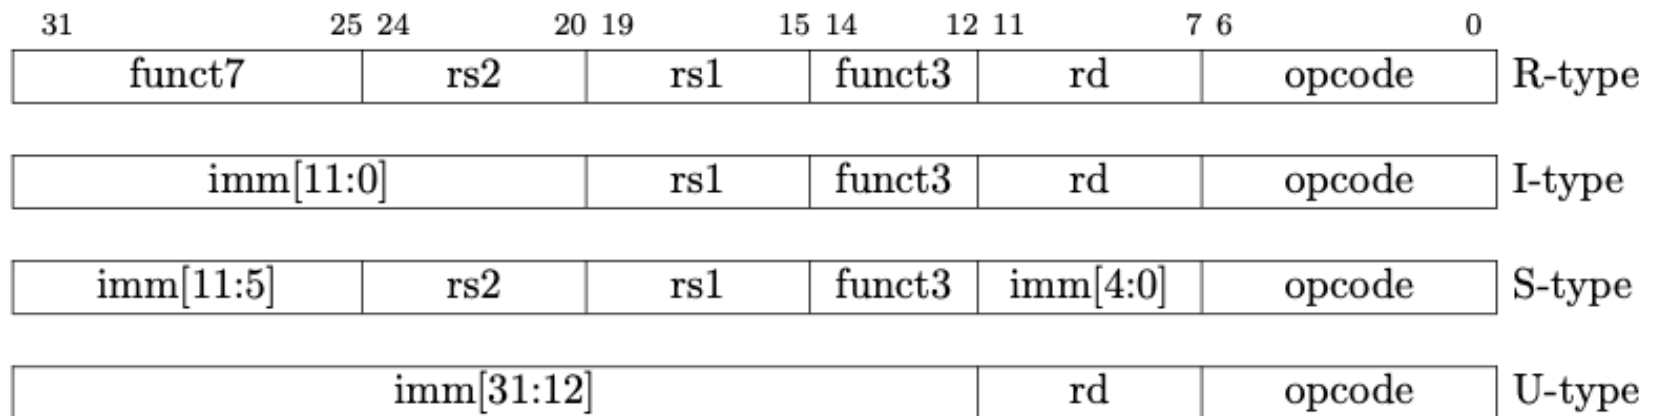 31 25 24 20 19 15 14 12 11 7 6 0
funct7 rs2 rs1 funct3 rd opcode R-type
imm[11:0] rs1 funct3 rd opcode I-type
imm[11:5] rs2 rs1 funct3 imm[4:0] opcode S-type
imm[31:12] rd opcode U-type